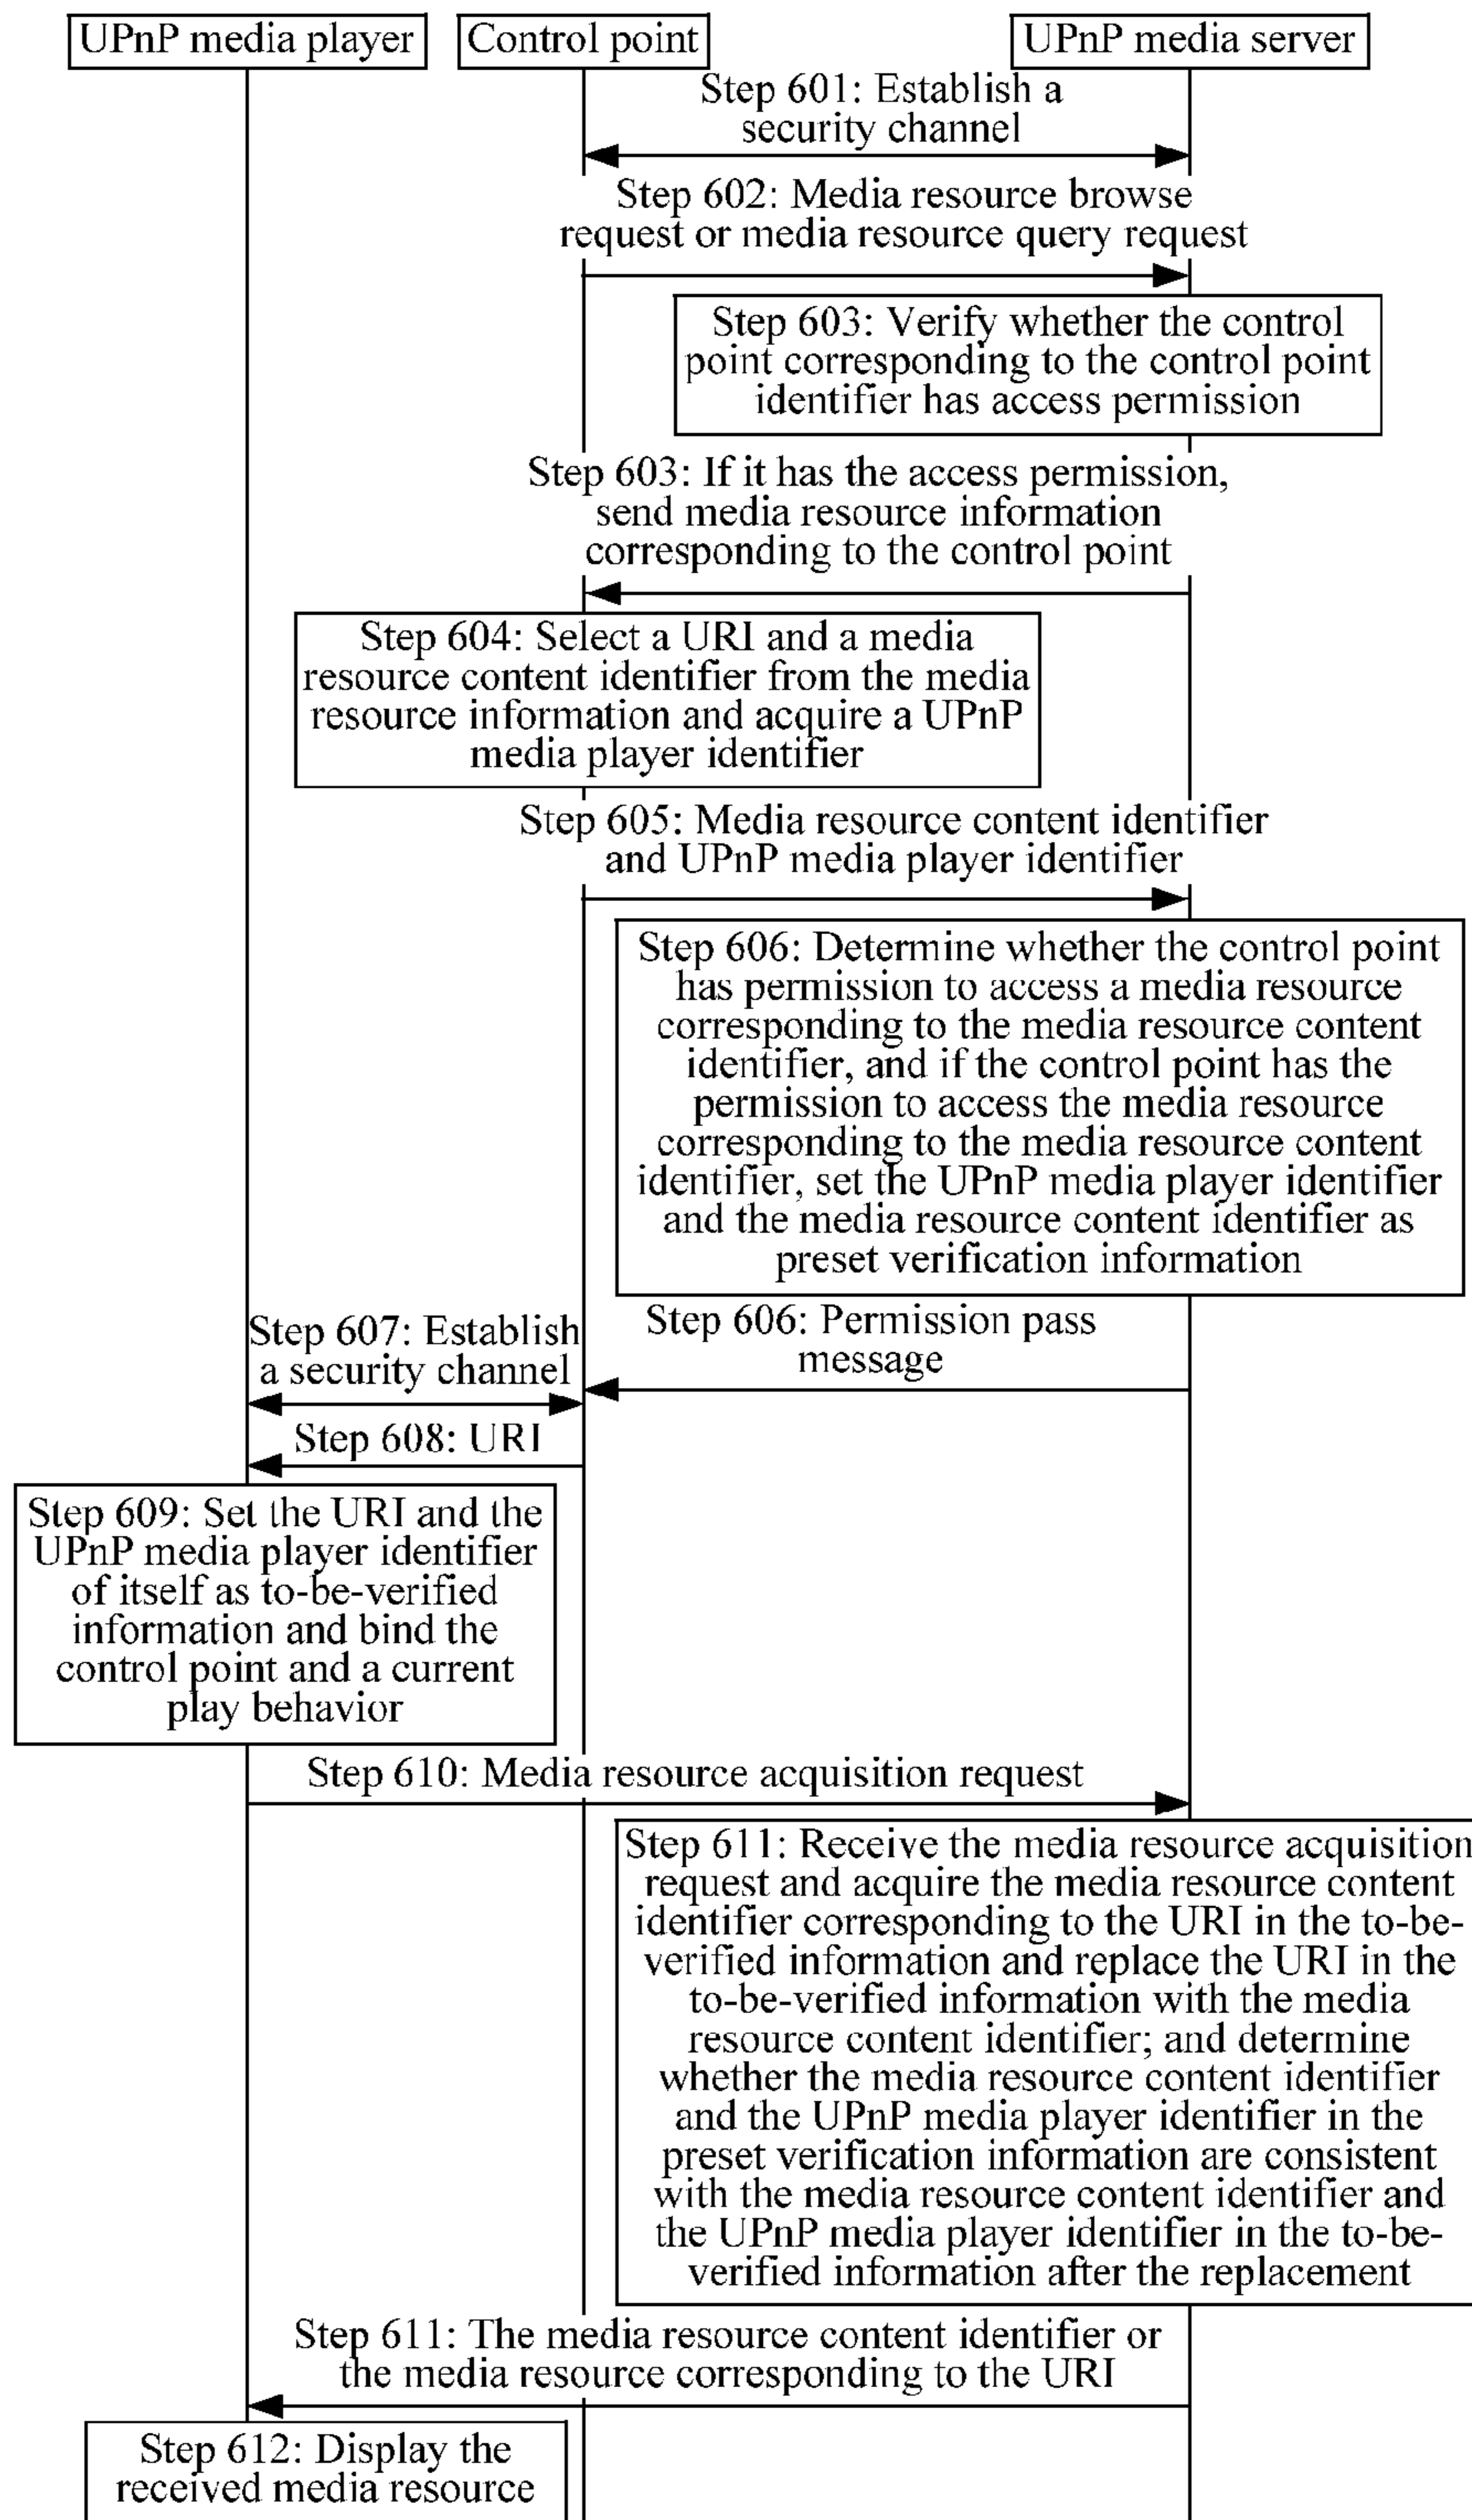 UPnP media player
Control point
UPnP media server
Step 601: Establish a
security channel
Step 602: Media resource browse
request or media resource query request
Step 603: Verify whether the control
point corresponding to the control point
identifier has access permission
Step 603: If it has the access permission,
send media resource information
corresponding to the control point
Step 604: Select a URI and a media
resource content identifier from the media
resource information and acquire a UPnP
media player identifier
Step 605: Media resource content identifier
and UPnP media player identifier
Step 606: Determine whether the control point
has permission to access a media resource
corresponding to the media resource content
identifier, and if the control point has the
permission to access the media resource
corresponding to the media resource content
identifier, set the UPnP media player identifier
and the media resource content identifier as
preset verification information
Step 606: Permission pass
message
Step 607: Establish
a security channel
Step 608: URI
Step 609: Set the URI and the
UPnP media player identifier
of itself as to-be-verified
information and bind the
control point and a current
play behavior
Step 610: Media resource acquisition request
Step 611: Receive the media resource acquisition
request and acquire the media resource content
identifier corresponding to the URI in the to-be-
verified information and replace the URI in the
to-be-verified information with the media
resource content identifier; and determine
whether the media resource content identifier
and the UPnP media player identifier in the
preset verification information are consistent
with the media resource content identifier and
the UPnP media player identifier in the to-be-
verified information after the replacement
Step 611: The media resource content identifier or
the media resource corresponding to the URI
Step 612: Display the
received media resource